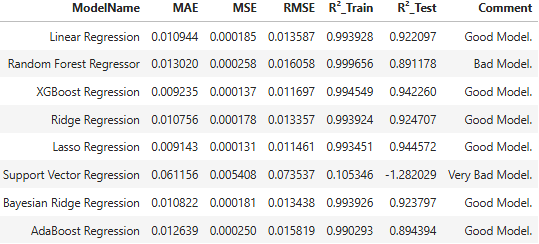 ModelName MAE MSE RMSE R²_Train R²_Test Comment
Linear Regression 0.010944 0.000185 0.013587 0.993928 0.922097 Good Model.
Random Forest Regressor 0.013020 0.000258 0.016058 0.999656 0.891178 Bad Model.
XGBoost Regression 0.009235 0.000137 0.011697 0.994549 0.942260 Good Model.
Ridge Regression 0.010756 0.000178 0.013357 0.993924 0.924707 Good Model.
Lasso Regression 0.009143 0.000131 0.011461 0.993451 0.944572 Good Model.
Support Vector Regression 0.061156 0.005408 0.073537 0.105346 -1.282029 Very Bad Model.
Bayesian Ridge Regression 0.010822 0.000181 0.013438 0.993926 0.923797 Good Model.
AdaBoost Regression 0.012639 0.000250 0.015819 0.990293 0.894394 Good Model.